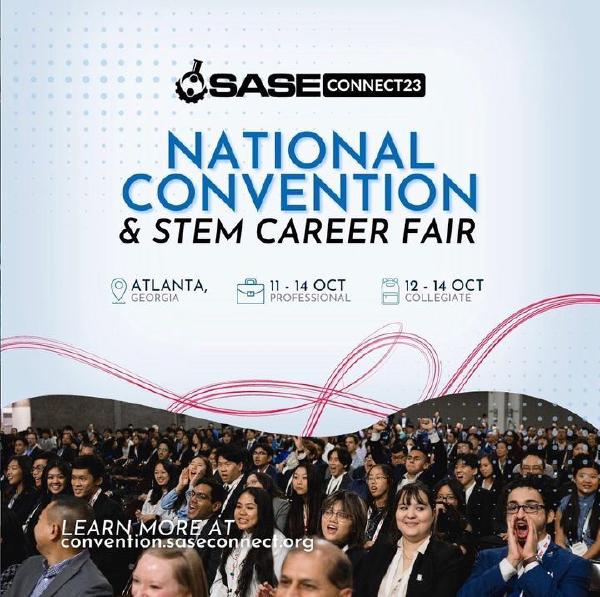 SASE CONNECT23
NATIONAL
CONVENTION
& STEM CAREER FAIR
ATLANTA, 11 - 14 OCT 12 - 14 OCT
GEORGIA PROFESSIONAL COLLEGIATE
LEARN MORE AT
convention.saseconnect.org